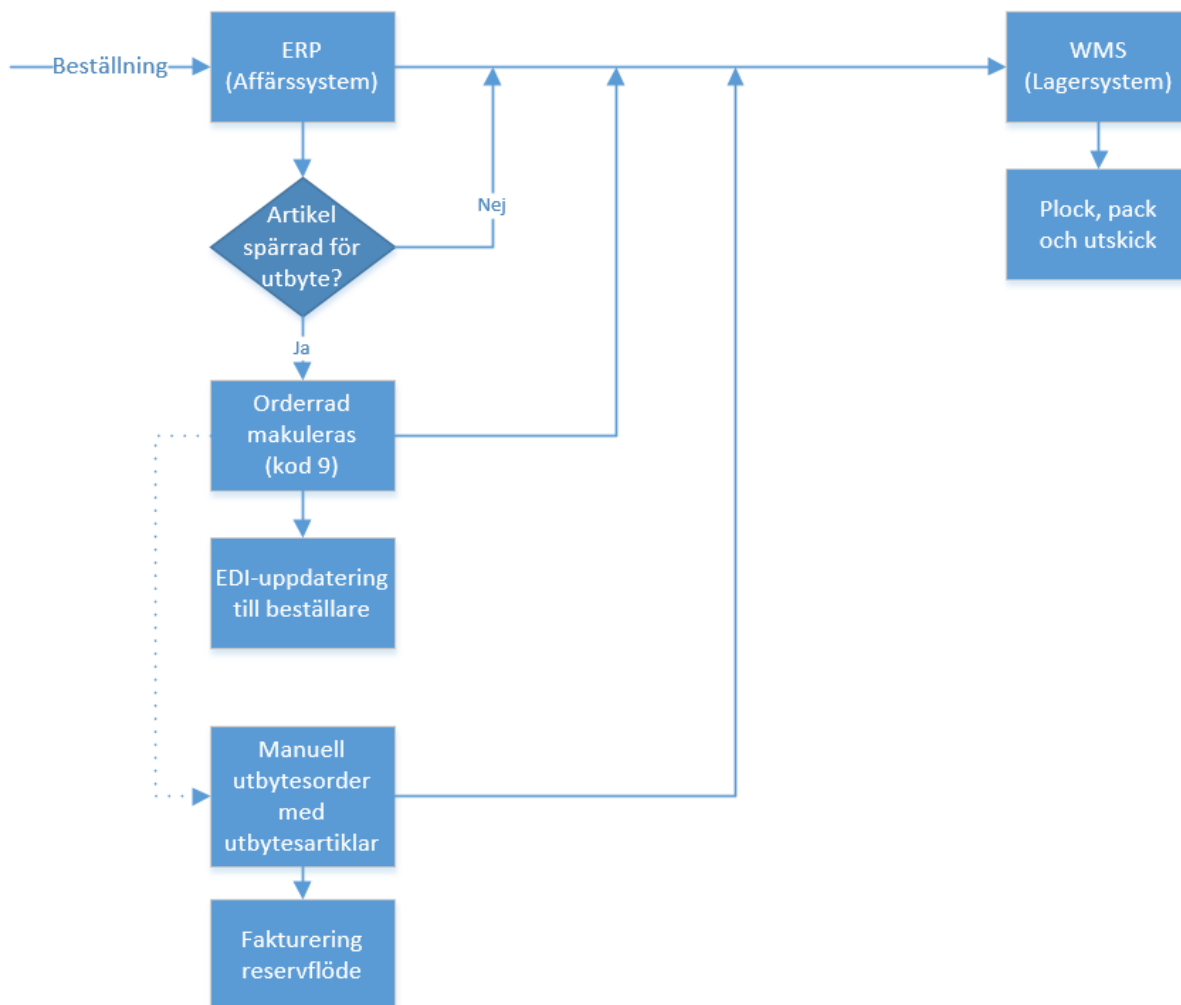 Beställning
ERP
(Affärssystem)
WMS
(Lagersystem)
Artikel
spärrad för
utbyte?
Nej
Plock, pack
och utskick
Ja
Orderrad
makuleras
(kod 9)
EDI-uppdatering
till beställare
Manuell
utbytesorder
med
utbytesartiklar
Fakturering
reservflöde